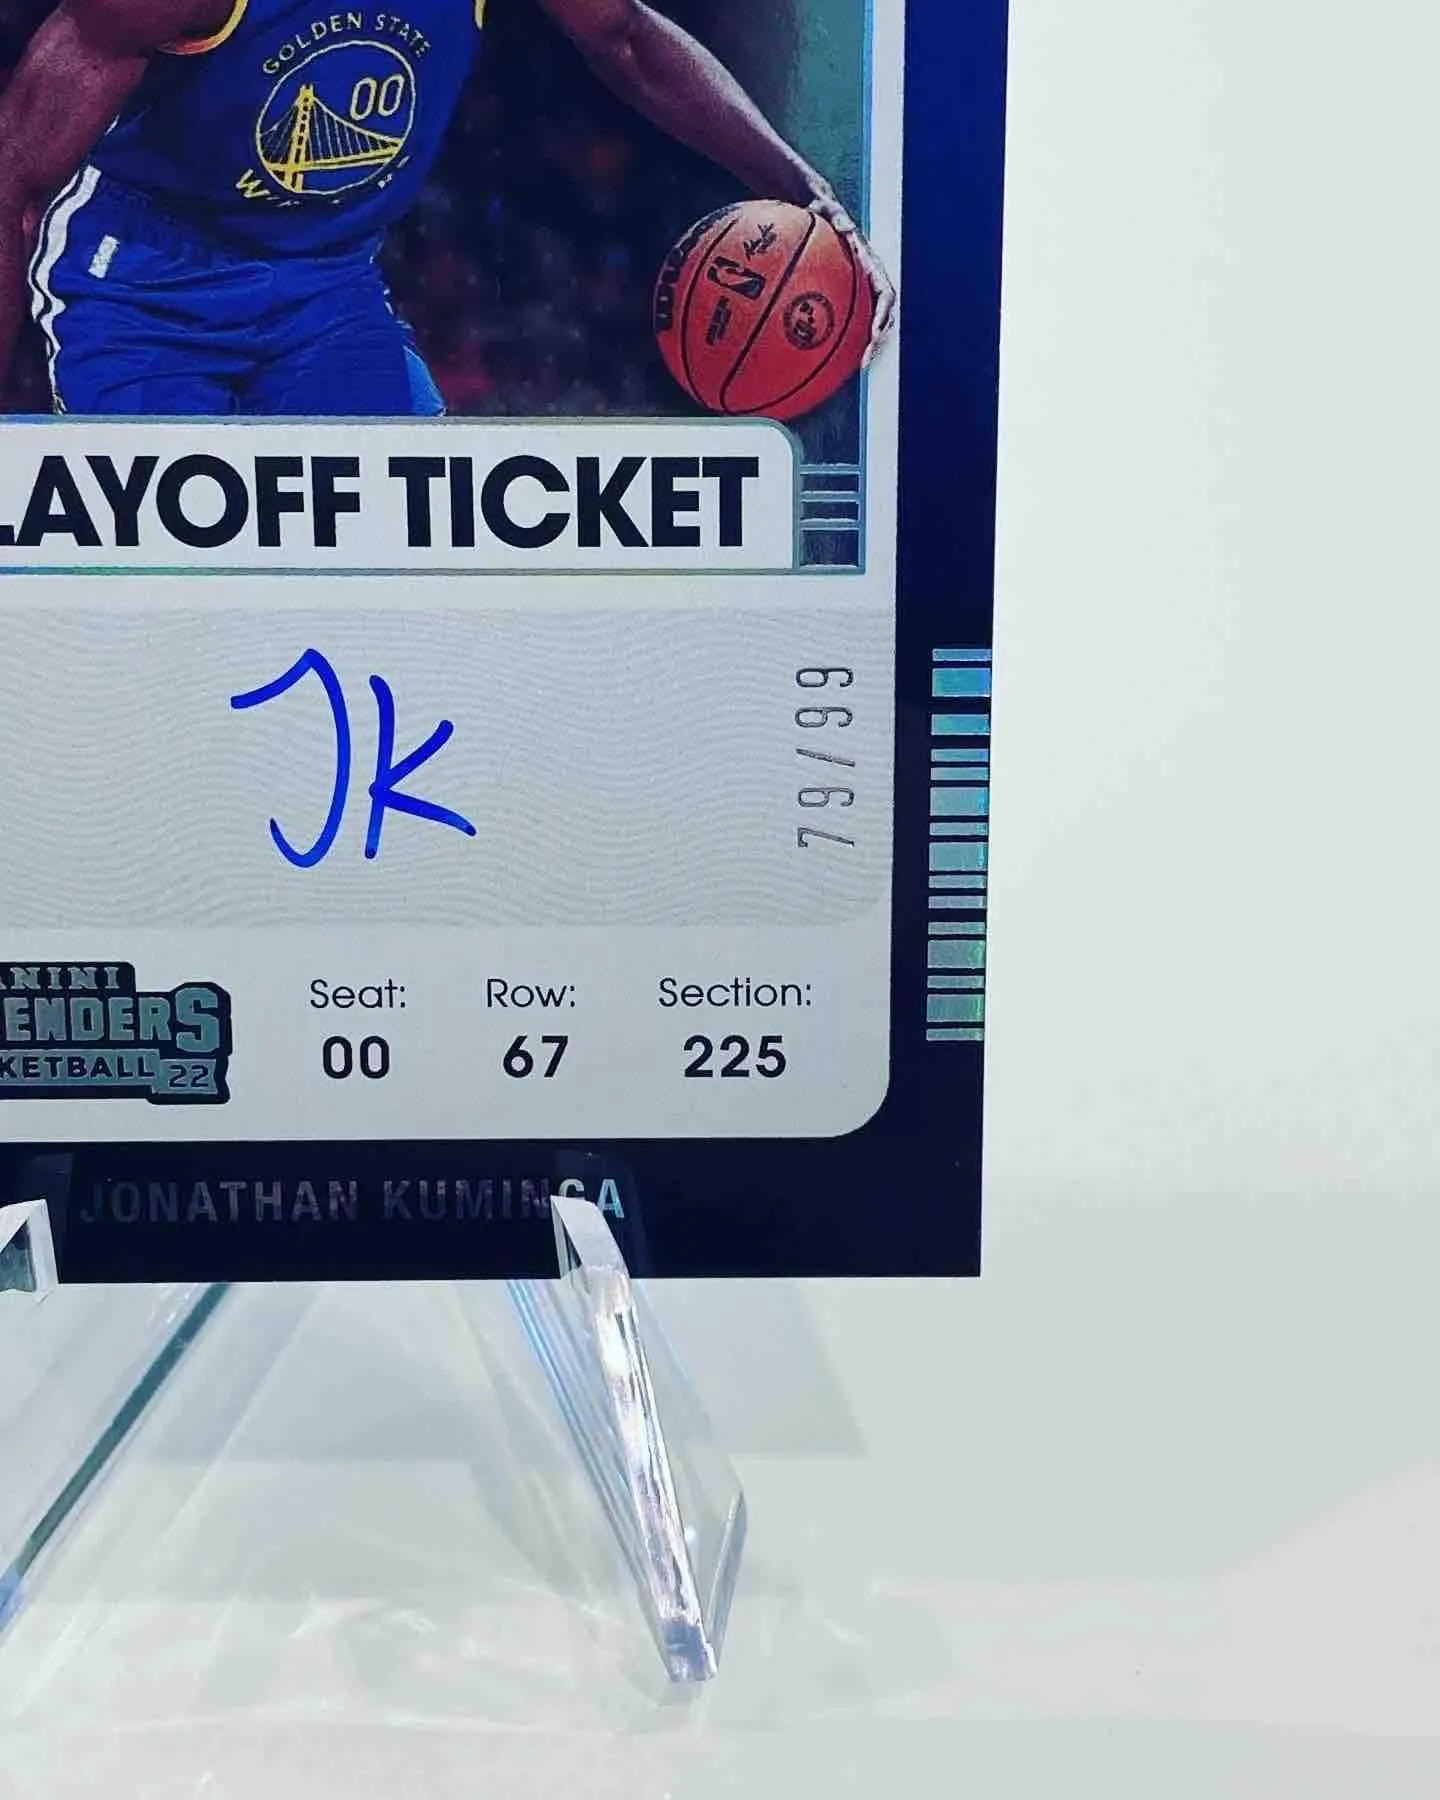 GOLDEN STATE
00
LAYOFF TICKET
JK
79/99
NINI
ENDERS
KETBALL 22
Seat: Row: Section:
00 67 225
JONATHAN KUMINGA